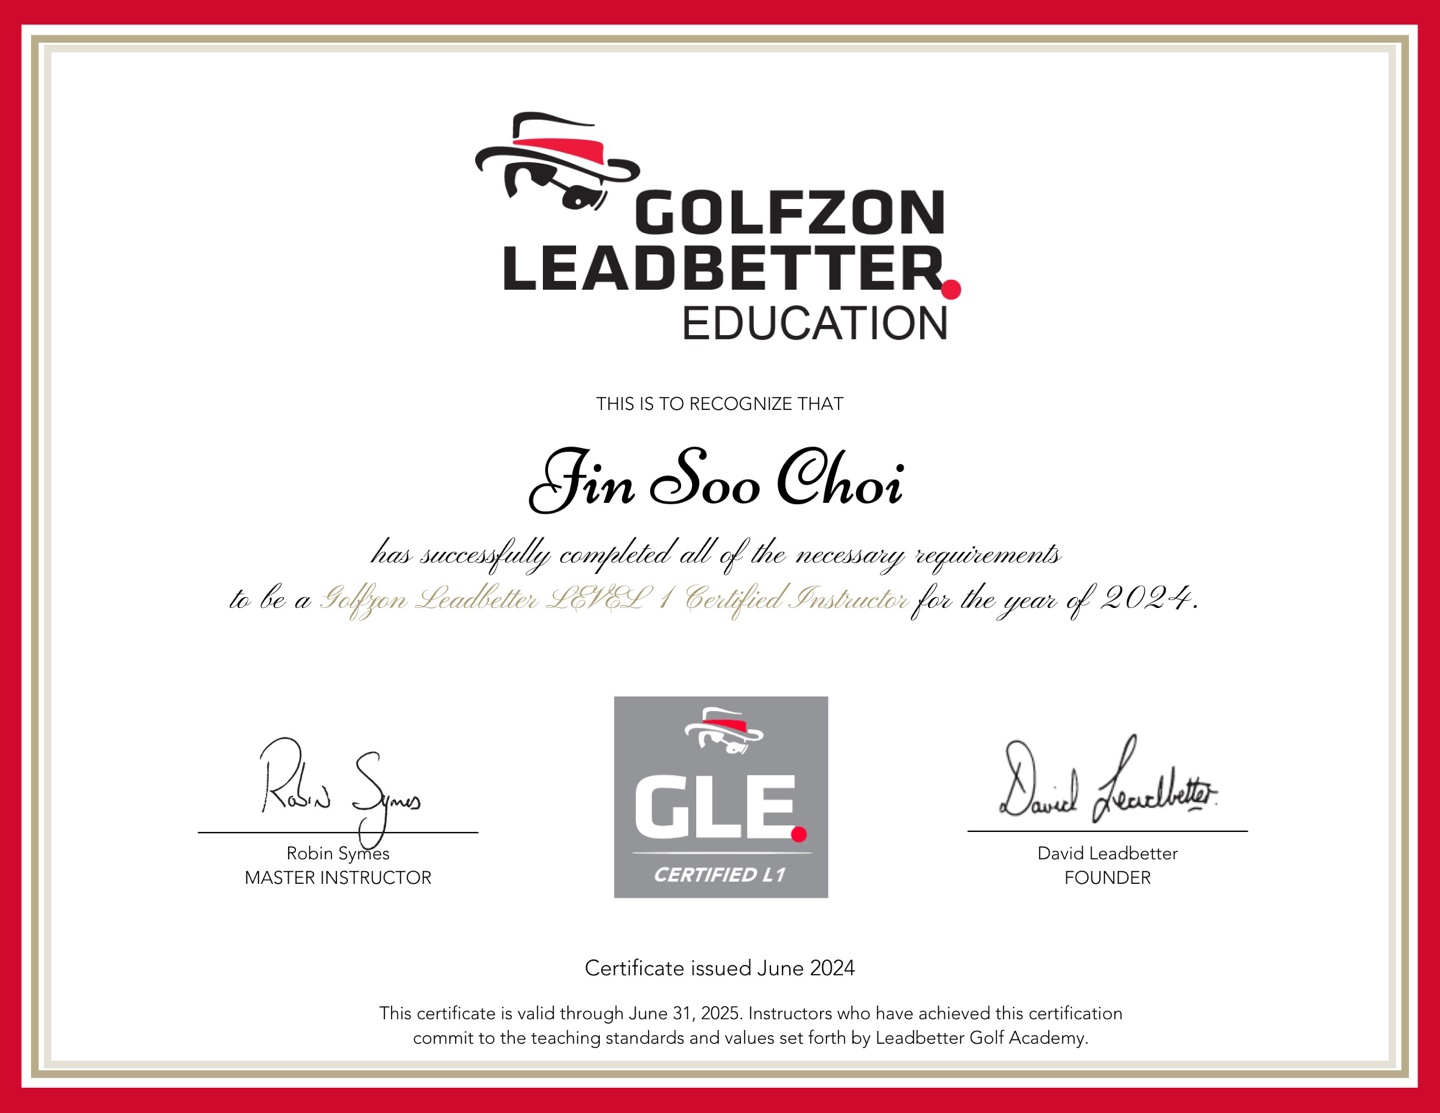 GOLFZON
LEADBETTER.
EDUCATION
THIS IS TO RECOGNIZE THAT
Jin Soo Choi
has successfully completed all of the necessary requirements
to be a Golfzon Leadbetter LEVEL 1 Certified Instructor for the year of 2024.
Robin Symes
Robin Symes
MASTER INSTRUCTOR
GLE.
CERTIFIED L1
David Leadbetter
David Leadbetter
FOUNDER
Certificate issued June 2024
This certificate is valid through June 31, 2025. Instructors who have achieved this certification
commit to the teaching standards and values set forth by Leadbetter Golf Academy.